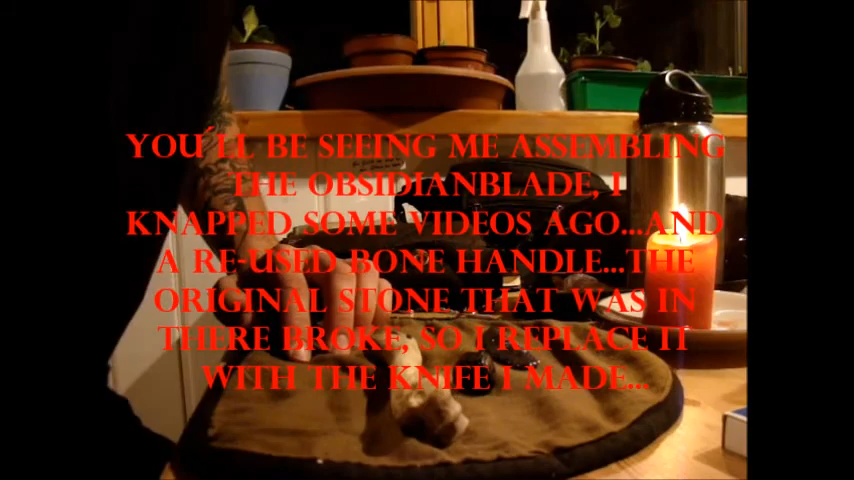 YOU´LL BE SEEING ME ASSEMBLING
THE OBSIDIANBLADE, I
KNAPPED SOME VIDEOS AGO...AND
A RE-USED BONE HANDLE...THE
ORIGINAL STONE THAT WAS IN
THERE BROKE, SO I REPLACE IT
WITH THE KNIFE I MADE...